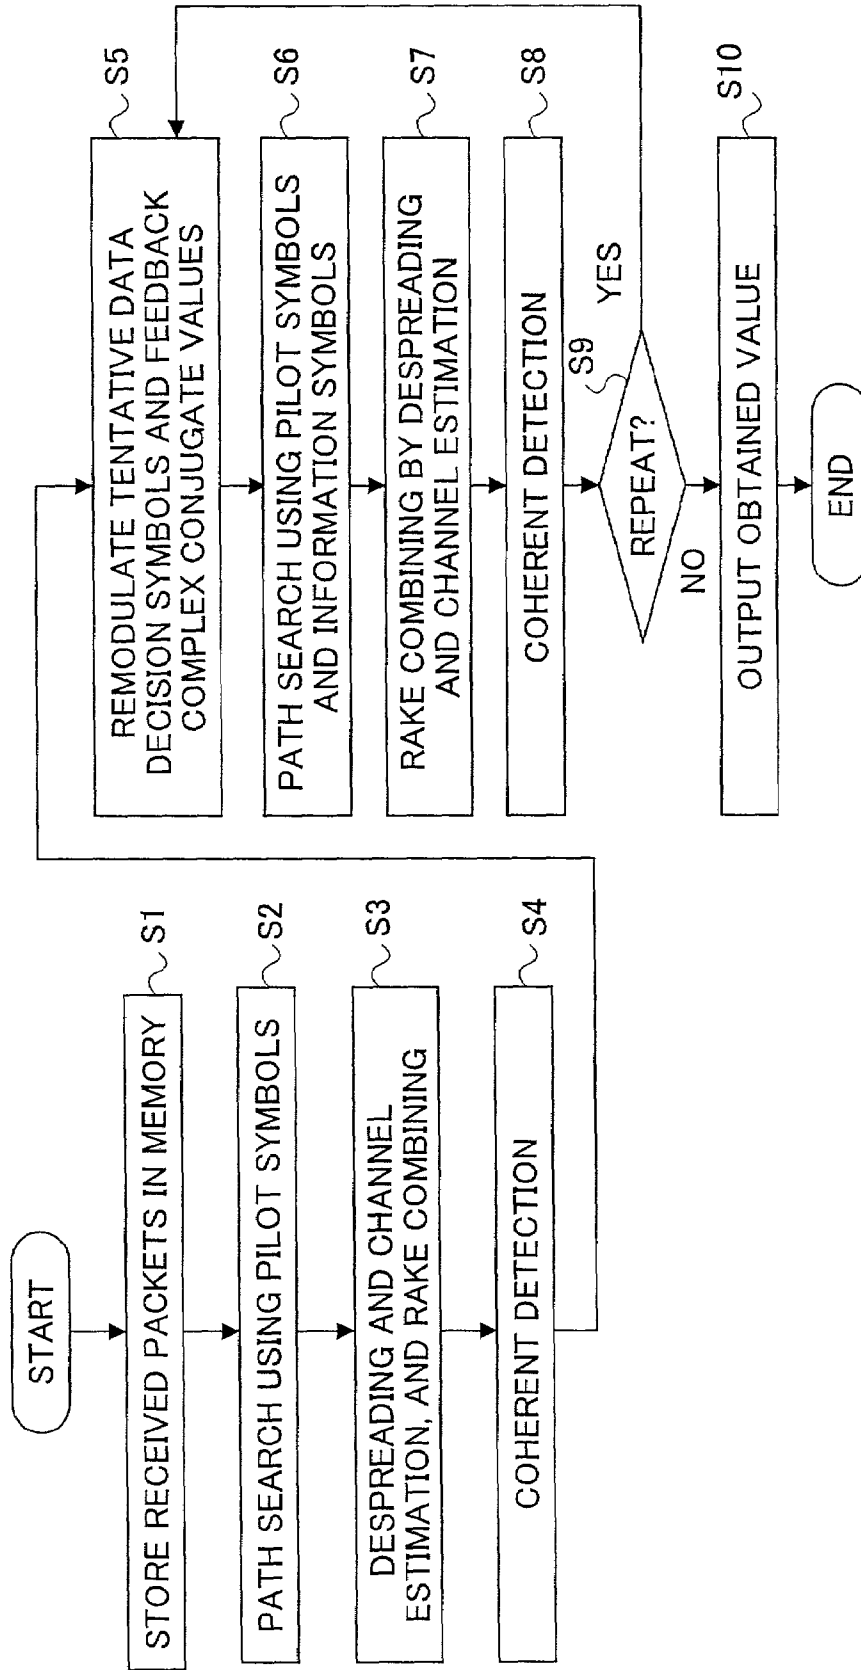 START
STORE RECEIVED PACKETS IN MEMORY
S1
PATH SEARCH USING PILOT SYMBOLS
S2
DESPREADING AND CHANNEL
ESTIMATION, AND RAKE COMBINING
S3
COHERENT DETECTION
S4
REMODULATE TENTATIVE DATA
DECISION SYMBOLS AND FEEDBACK
COMPLEX CONJUGATE VALUES
S5
PATH SEARCH USING PILOT SYMBOLS
AND INFORMATION SYMBOLS
S6
RAKE COMBINING BY DESPREADING
AND CHANNEL ESTIMATION
S7
COHERENT DETECTION
S8
REPEAT?
S9
YES
NO
OUTPUT OBTAINED VALUE
S10
END